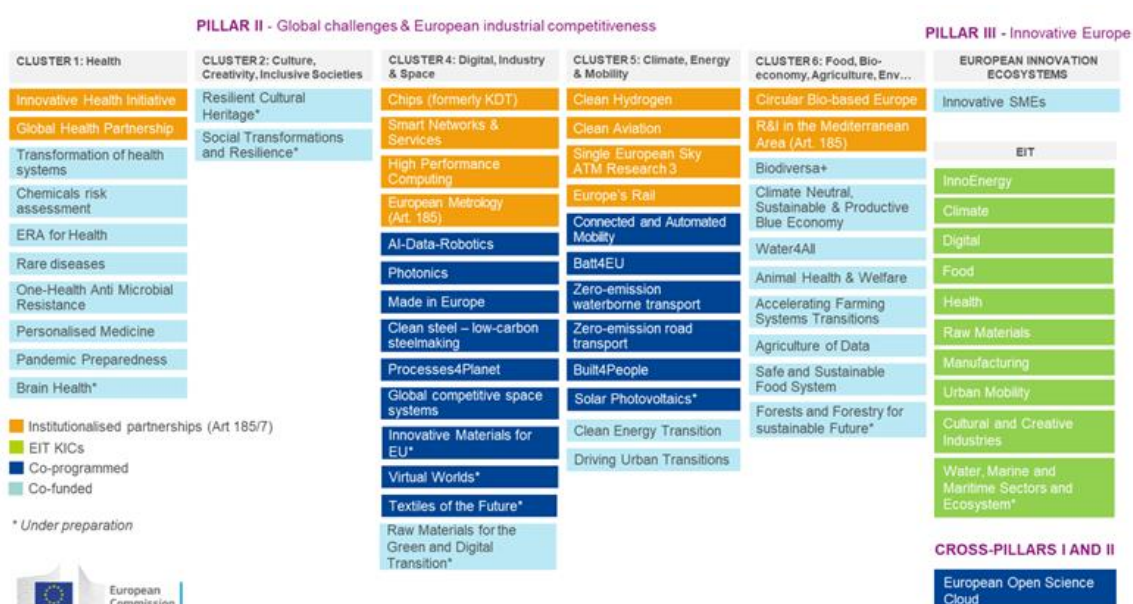 PILLAR II - Global challenges & European industrial competitiveness
CLUSTER 1: Health
Innovative Health Initiative
Global Health Partnership
Transformation of health
systems
Chemicals risk
assessment
ERA for Health
Rare diseases
One-Health Anti Microbial
Resistance
Personalised Medicine
Pandemic Preparedness
Brain Health*
CLUSTER 2: Culture,
Creativity, Inclusive Societies
Resilient Cultural
Heritage*
Social Transformations
and Resilience*
CLUSTER 4: Digital, Industry
& Space
Chips (formerly KDT)
Smart Networks &
Services
High Performance
Computing
European Metrology
(Art. 185)
AI-Data-Robotics
Photonics
Made in Europe
Clean steel – low-carbon
steelmaking
Processes4Planet
Global competitive space
systems
Innovative Materials for
EU*
Virtual Worlds*
Textiles of the Future*
Raw Materials for the
Green and Digital
Transition*
CLUSTER 5: Climate, Energy
& Mobility
Clean Hydrogen
Clean Aviation
Single European Sky
ATM Research 3
Europe's Rail
Connected and Automated
Mobility
Batt4EU
Zero-emission
waterborne transport
Zero-emission road
transport
Built4People
Solar Photovoltaics*
Clean Energy Transition
Driving Urban Transitions
CLUSTER 6: Food, Bio-
economy, Agriculture, Env...
Circular Bio-based Europe
R&I in the Mediterranean
Area (Art. 185)
Biodiversa+
Climate Neutral,
Sustainable & Productive
Blue Economy
Water4All
Animal Health & Welfare
Accelerating Farming
Systems Transitions
Agriculture of Data
Safe and Sustainable
Food System
Forests and Forestry for
sustainable Future*
PILLAR III - Innovative Europe
EUROPEAN INNOVATION
ECOSYSTEMS
Innovative SMEs
EIT
InnoEnergy
Climate
Digital
Food
Health
Raw Materials
Manufacturing
Urban Mobility
Cultural and Creative
Industries
Water, Marine and
Maritime Sectors and
Ecosystem*
CROSS-PILLARS I AND II
European Open Science
Cloud
Institutionalised partnerships (Art 185/7)
EIT KICs
Co-programmed
Co-funded
* Under preparation
European
Commission